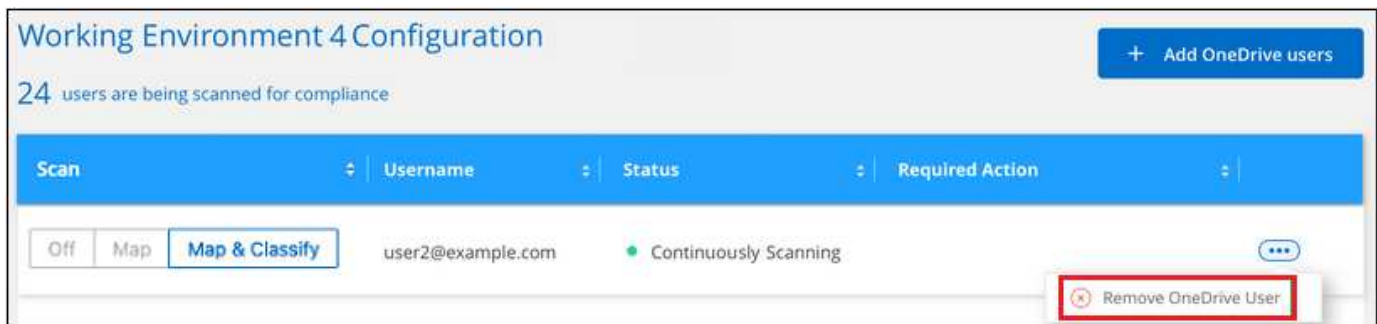 Working Environment 4 Configuration
+ Add OneDrive users
24 users are being scanned for compliance
Scan Username Status Required Action
Off Map Map & Classify user2@example.com Continuously Scanning
Remove OneDrive User